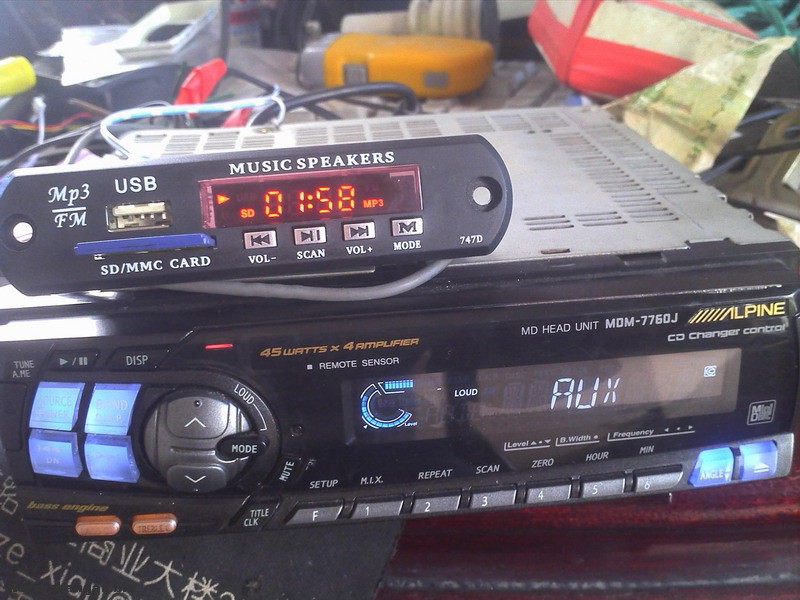 MUSIC SPEAKERS
Mp3
FM
USB
SD 01:58 MP3
VOL- SCAN VOL+ MODE
M
747D
SD/MMC CARD
ALPINE
MD HEAD UNIT MDM-7760J
CD Changer control
45 WATTS X 4 AMPLIFIER
REMOTE SENSOR
TUNE
A.ME
DISP
LOUD
MODE
MUTE
LOUD AUX
Level
Level B.Width Frequency
SETUP M.I.X. REPEAT SCAN ZERO HOUR MIN
F 1 2 3 4 5 6
ANGLE
TITLE
CLK
bass engine
TREBLE